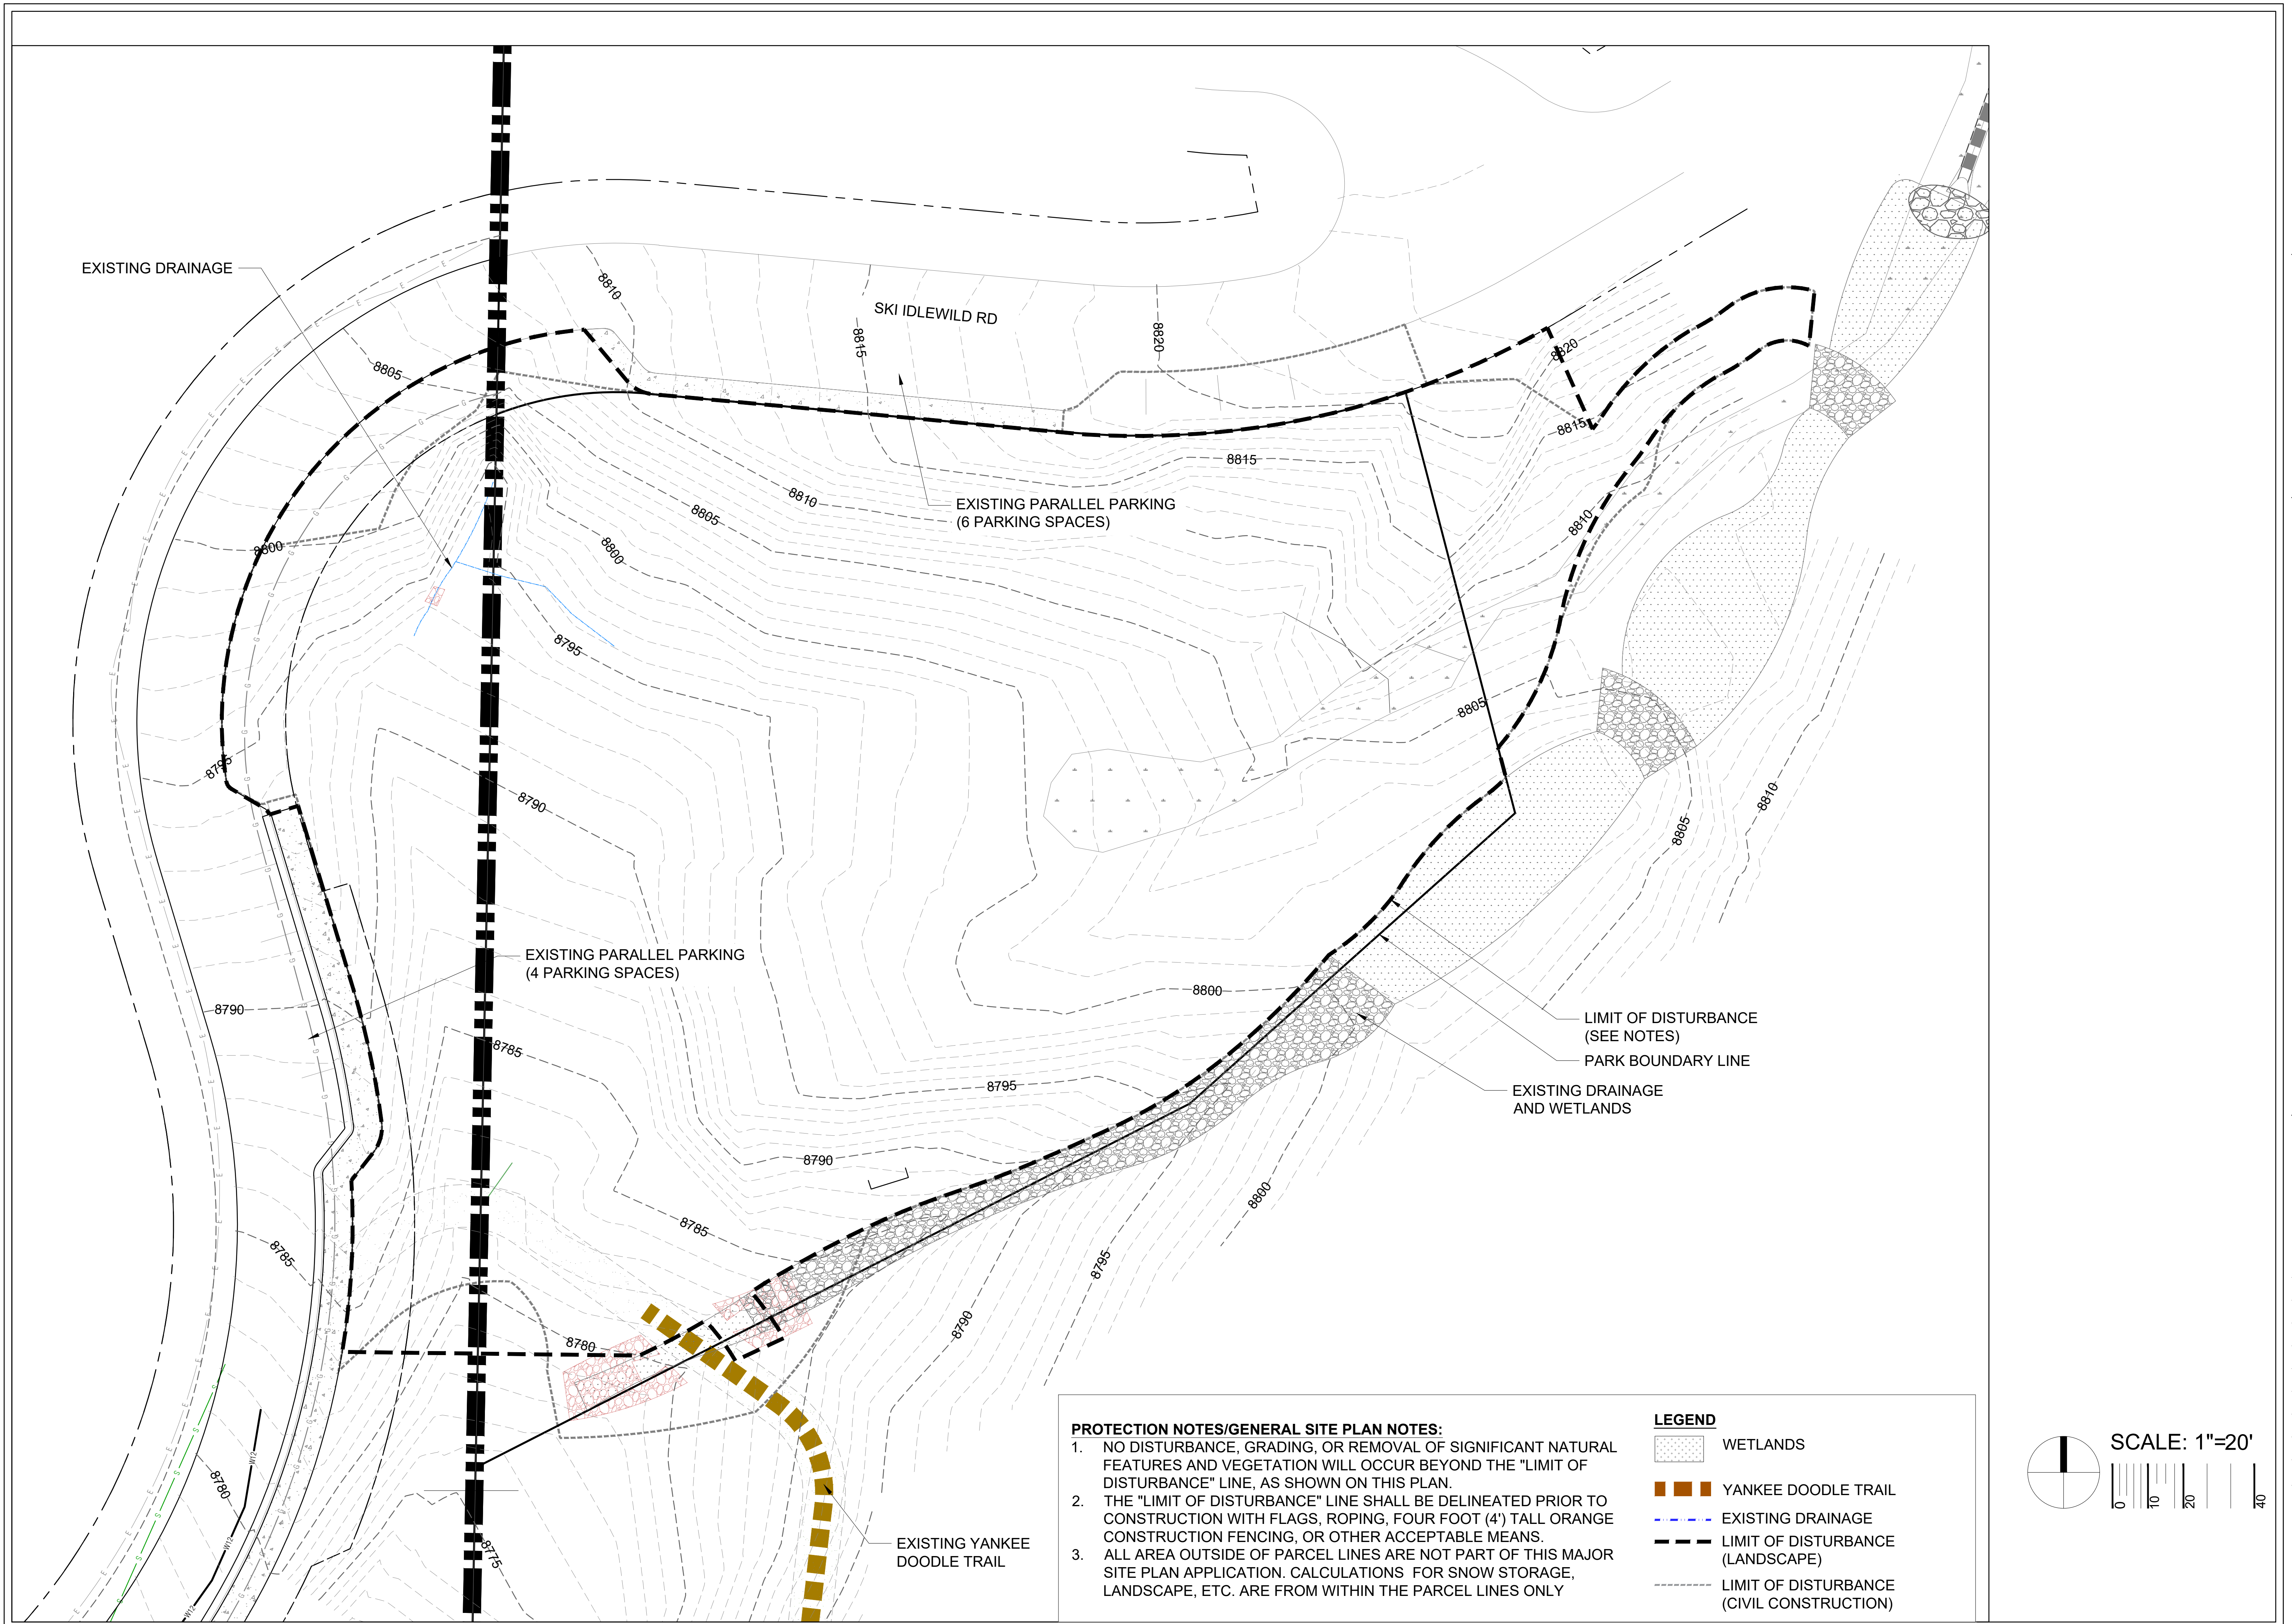 EXISTING DRAINAGE
8810
SKI IDLEWILD RD
8815
8820
8820
8805
8815
8815
8810
8805
8800
8800
8810
EXISTING PARALLEL PARKING
(6 PARKING SPACES)
8795
8805
8795
8790
8810
8805
EXISTING PARALLEL PARKING
(4 PARKING SPACES)
8790
8800
8785
8795
LIMIT OF DISTURBANCE
(SEE NOTES)
PARK BOUNDARY LINE
EXISTING DRAINAGE
AND WETLANDS
8790
8800
8785
8785
8795
8790
8780
8780
8775
W12
W12
W12
EXISTING YANKEE
DOODLE TRAIL
PROTECTION NOTES/GENERAL SITE PLAN NOTES:
1. NO DISTURBANCE, GRADING, OR REMOVAL OF SIGNIFICANT NATURAL
FEATURES AND VEGETATION WILL OCCUR BEYOND THE "LIMIT OF
DISTURBANCE" LINE, AS SHOWN ON THIS PLAN.
2. THE "LIMIT OF DISTURBANCE" LINE SHALL BE DELINEATED PRIOR TO
CONSTRUCTION WITH FLAGS, ROPING, FOUR FOOT (4') TALL ORANGE
CONSTRUCTION FENCING, OR OTHER ACCEPTABLE MEANS.
3. ALL AREA OUTSIDE OF PARCEL LINES ARE NOT PART OF THIS MAJOR
SITE PLAN APPLICATION. CALCULATIONS FOR SNOW STORAGE,
LANDSCAPE, ETC. ARE FROM WITHIN THE PARCEL LINES ONLY
LEGEND
WETLANDS
YANKEE DOODLE TRAIL
EXISTING DRAINAGE
LIMIT OF DISTURBANCE
(LANDSCAPE)
LIMIT OF DISTURBANCE
(CIVIL CONSTRUCTION)
SCALE: 1"=20'
0 10 20 40